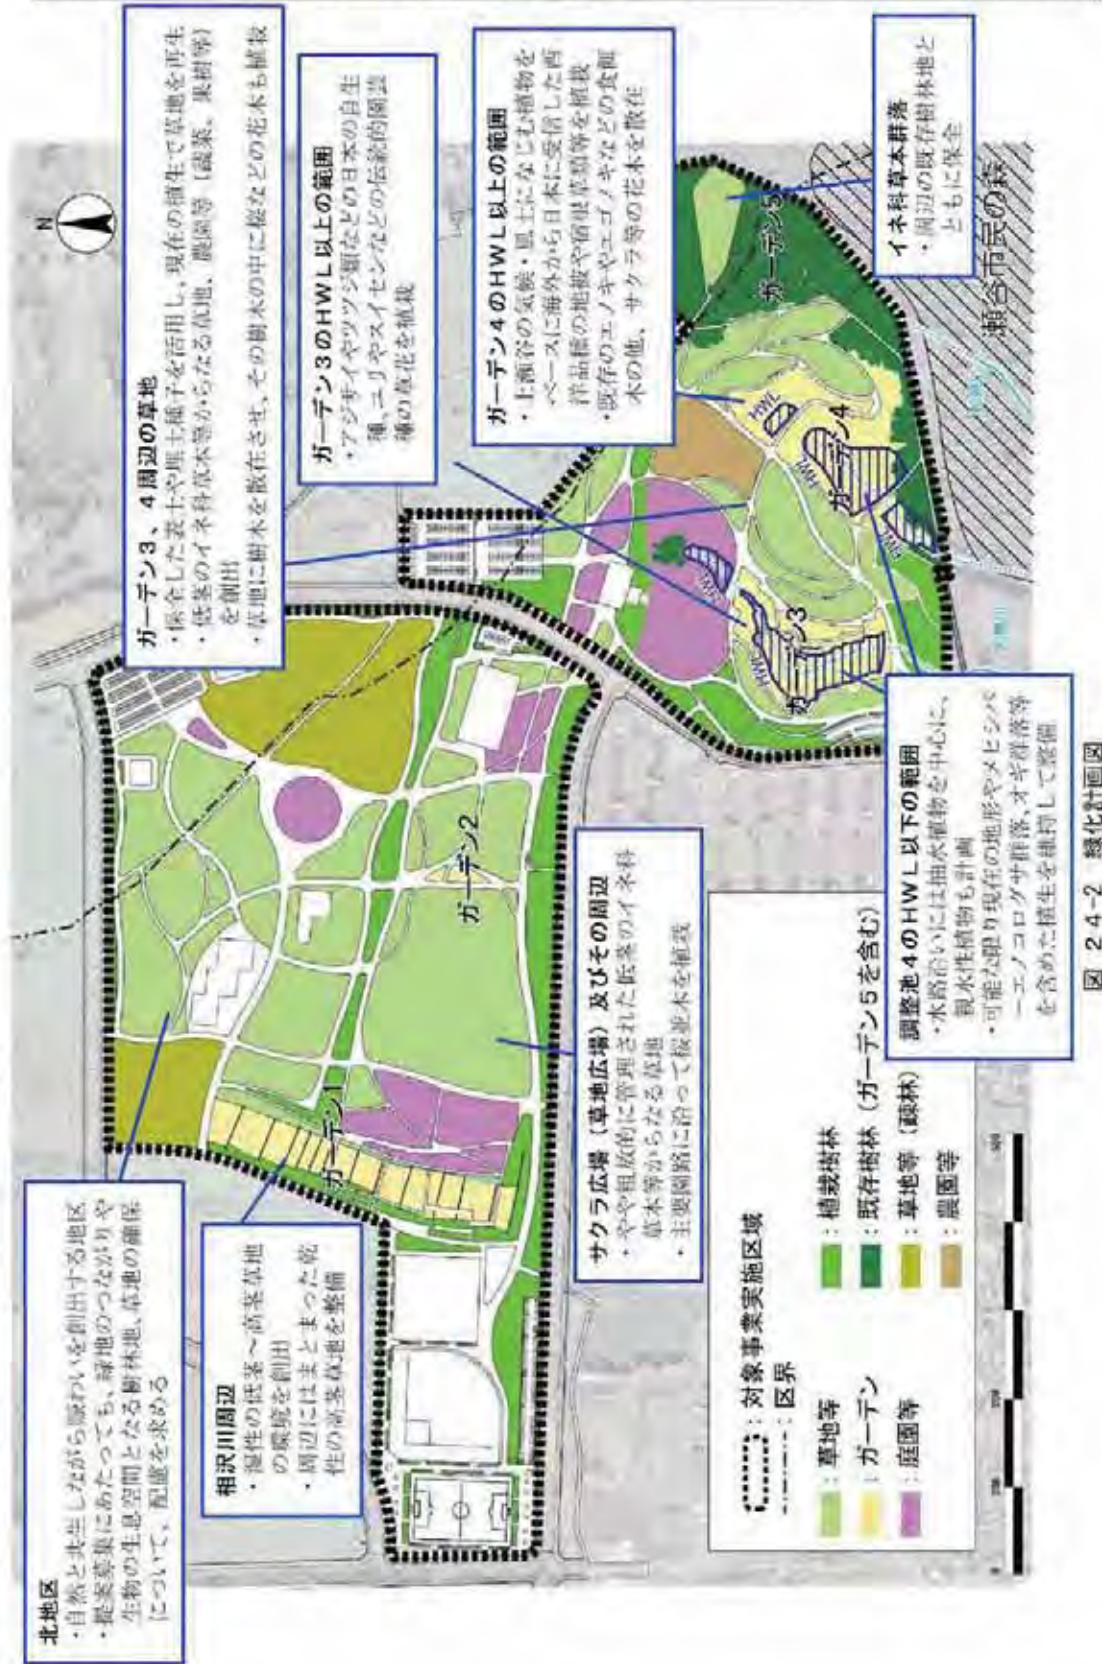 北地区
・自然と共生しながら賑わいを創出する地区
・提案募集にあたっても、緑地のつながりや
生物の生息空間となる樹林地、草地の確保
について、配慮を求める
相沢川周辺
・湿性の低茎～高茎草地
の環境を創出
・周辺にはまとまった乾
性の高茎草地を整備
サクラ広場（草地広場）及びその周辺
・やや粗放的に管理された低茎のイネ科
草本等からなる草地
・主要園路に沿って桜並木を植栽
ガーデン3、4周辺の草地
・保全した表土や埋土種子を活用し、現在の植生で草地を再生
・低茎のイネ科草本等からなる草地、農園等（蔬菜、果樹等）
を創出
・草地に樹木を散在させ、その樹木の中に桜などの花木も植栽
ガーデン3のHWL以上の範囲
・アジサイやツツジ類などの日本の自生
種、ユリやスイセンなどの伝統的園芸
種の草花を植栽
ガーデン4のHWL以上の範囲
・上瀬谷の気候・風土になじむ植物を
ベースに海外から日本に受信した西
洋品種の地被や宿根草類等を植栽
・既存のエノキやエゴノキなどの食餌
木の他、サクラ等の花木を散在
イネ科草本群落
・周辺の既存樹林地と
ともに保全
調整池4のHWL以下の範囲
・水路沿いには抽水植物を中心に、
親水性植物も計画
・可能な限り現在の地形やメヒシバ
ーエノコログサ群落、オギ群落等
を含めた植生を維持して整備
N
ガーデン1
ガーデン2
ガーデン3
ガーデン4
ガーデン5
HWL
HWL
HWL
HWL
HWL
瀬谷市民の森
：対象事業実施区域
：区界
：草地等
：植栽樹林
：ガーデン
：既存樹林（ガーデン5を含む）
：庭園等
：草地等（疎林）
：農園等
図 24-2 緑化計画図